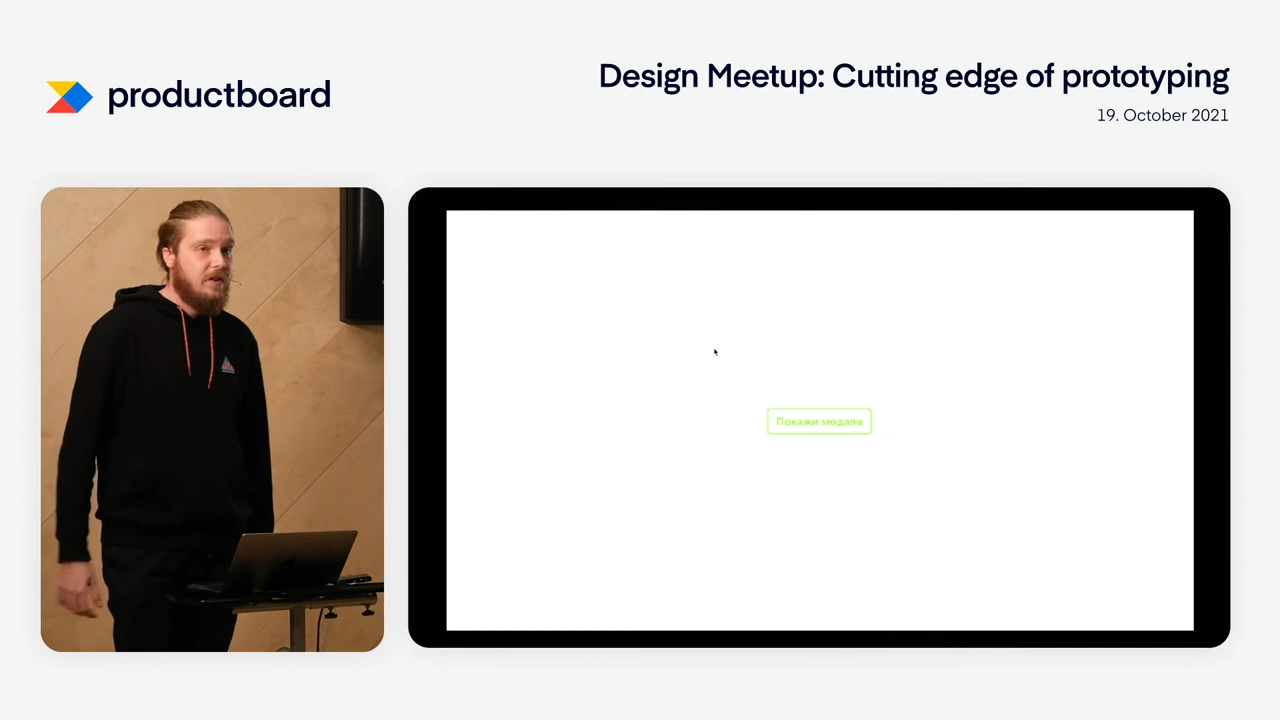 productboard
Design Meetup: Cutting edge of prototyping
19. October 2021
Покажи модала